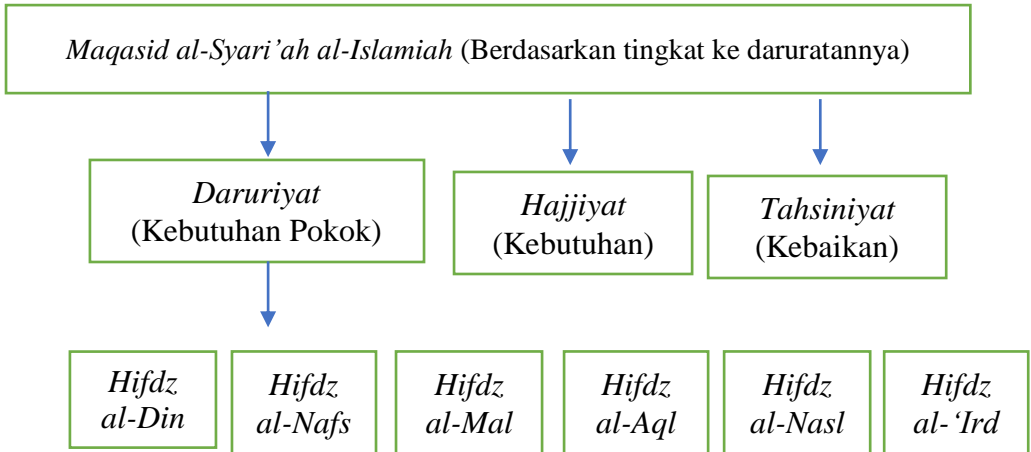 Maqasid al-Syari’ah al-Islamiah (Berdasarkan tingkat ke daruratannya)
Daruriyat
(Kebutuhan Pokok)
Hajjiyat
(Kebutuhan)
Tahsiniyat
(Kebaikan)
Hifdz
al-Din
Hifdz
al-Nafs
Hifdz
al-Mal
Hifdz
al-Aql
Hifdz
al-Nasl
Hifdz
al-‘Ird